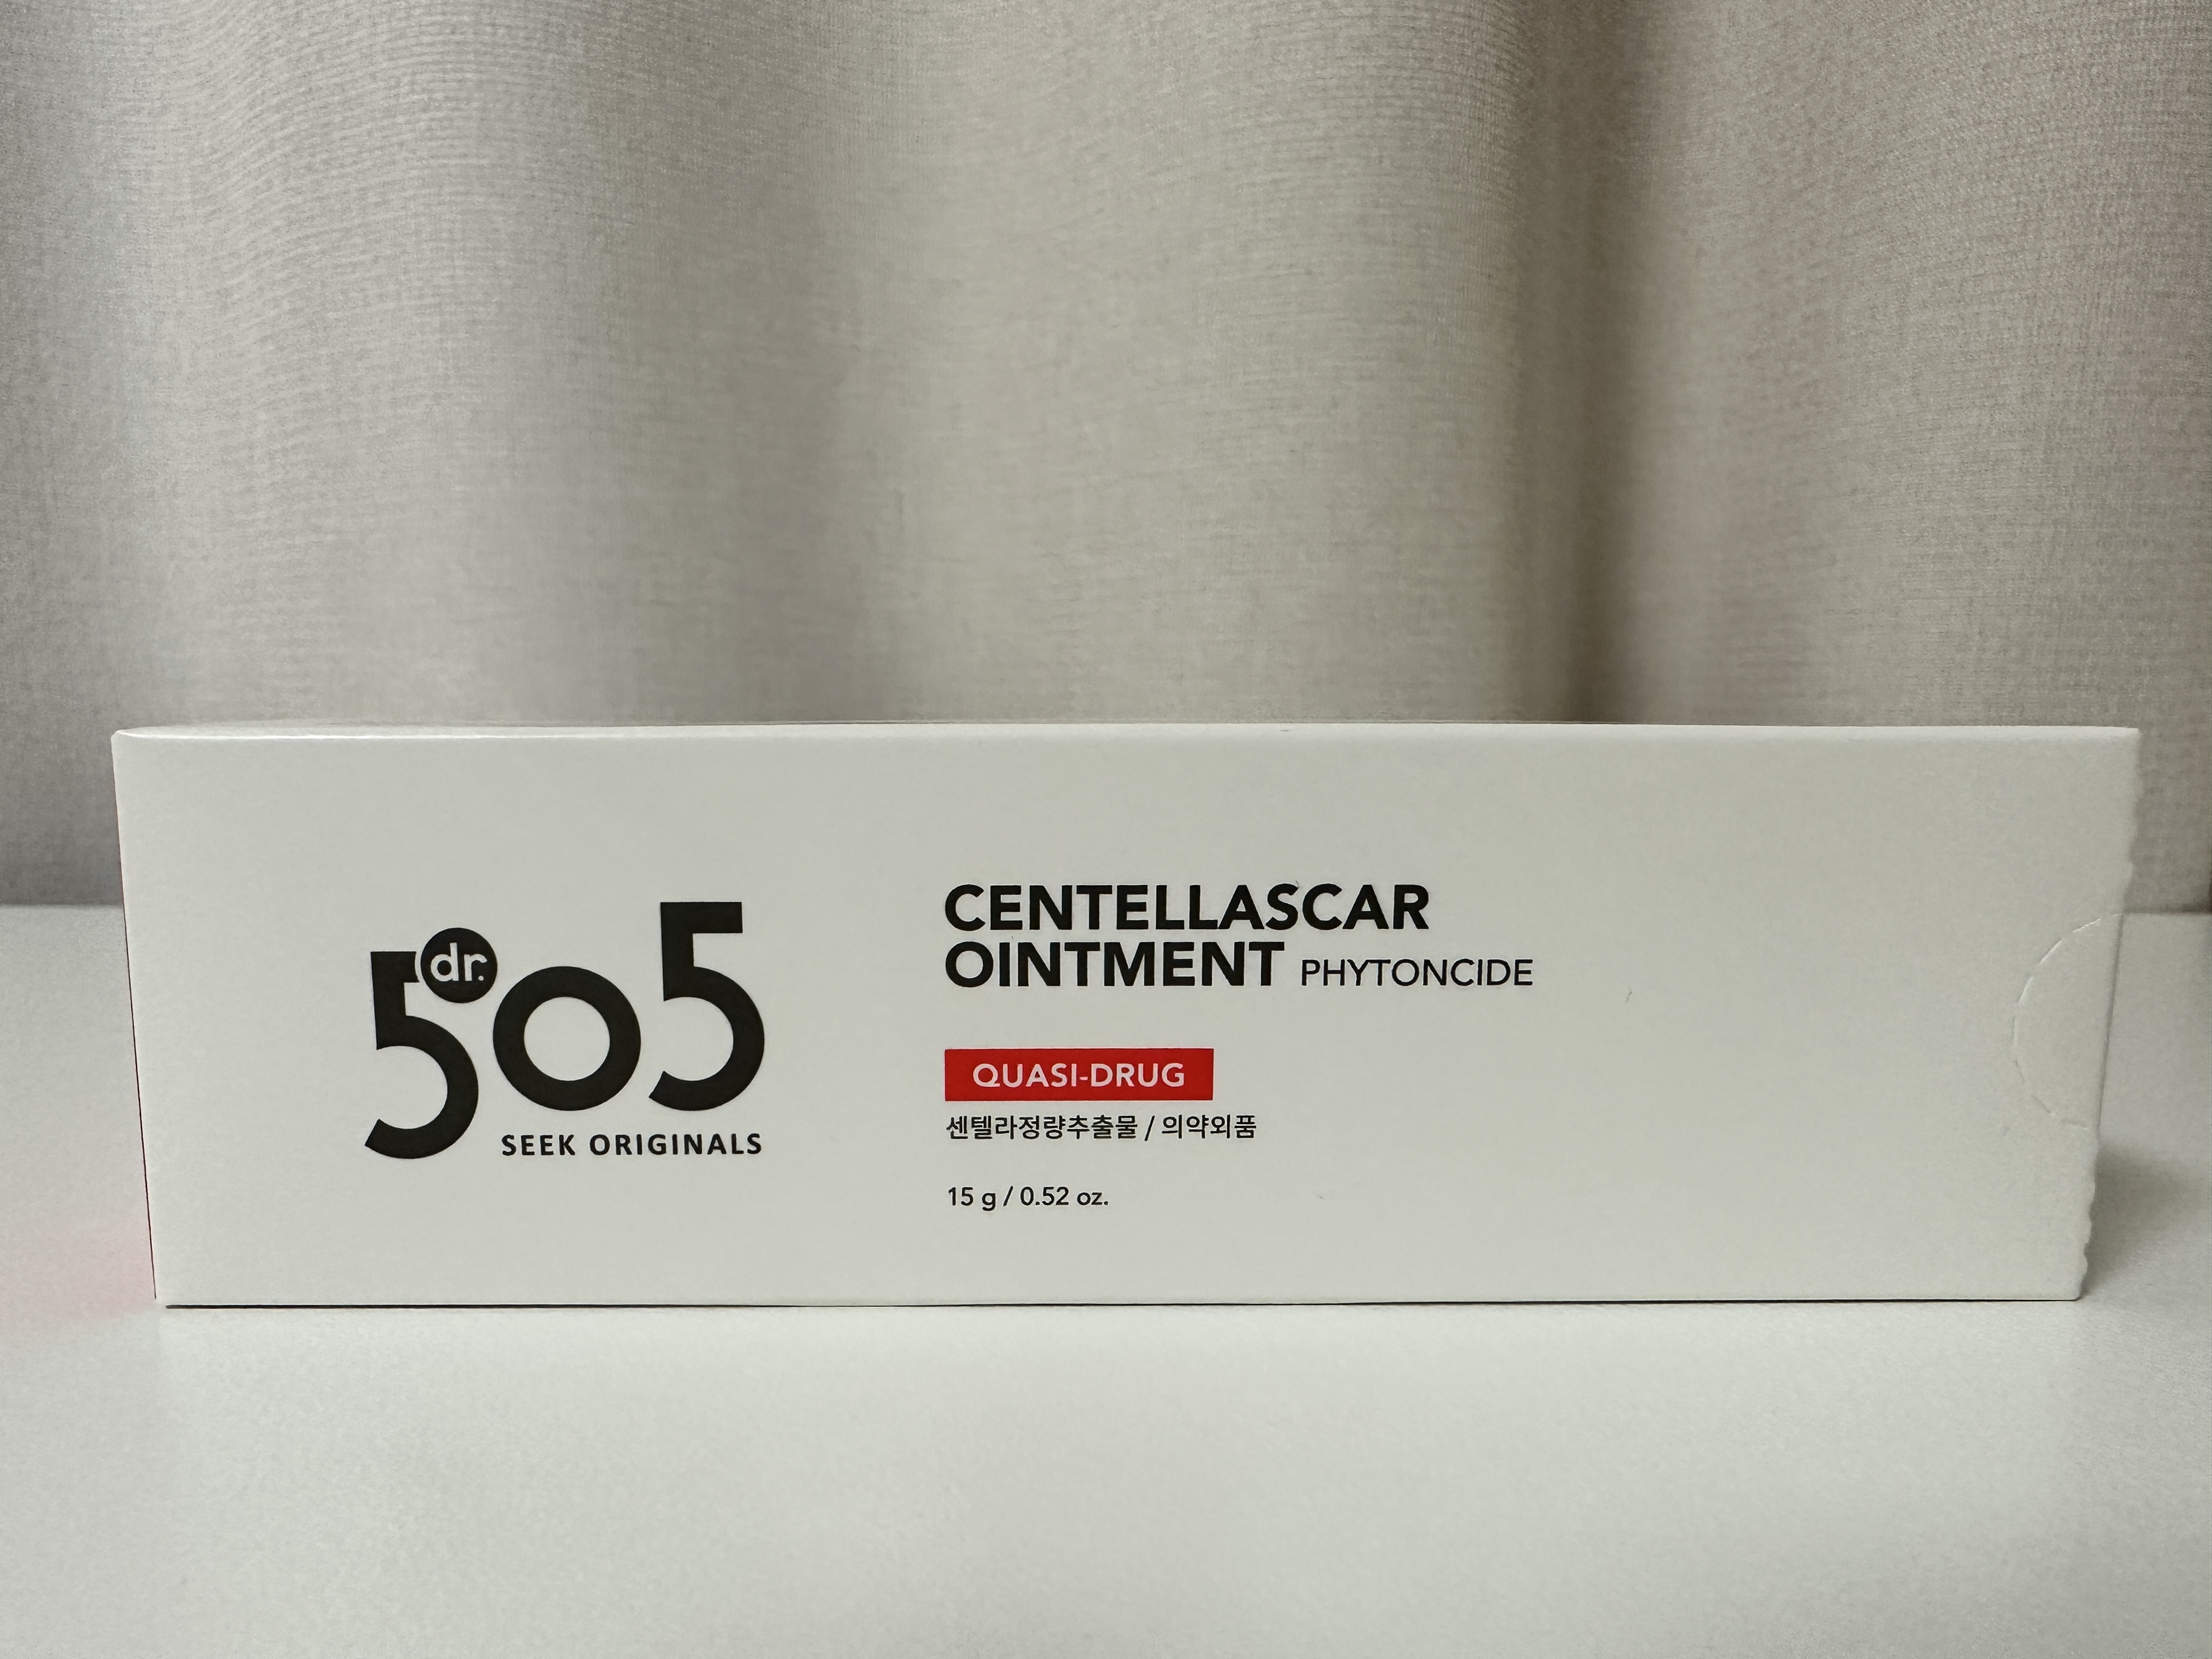 dr.
505
SEEK ORIGINALS
CENTELLASCAR
OINTMENT PHYTONCIDE
QUASI-DRUG
센텔라정량추출물 / 의약외품
15 g / 0.52 oz.